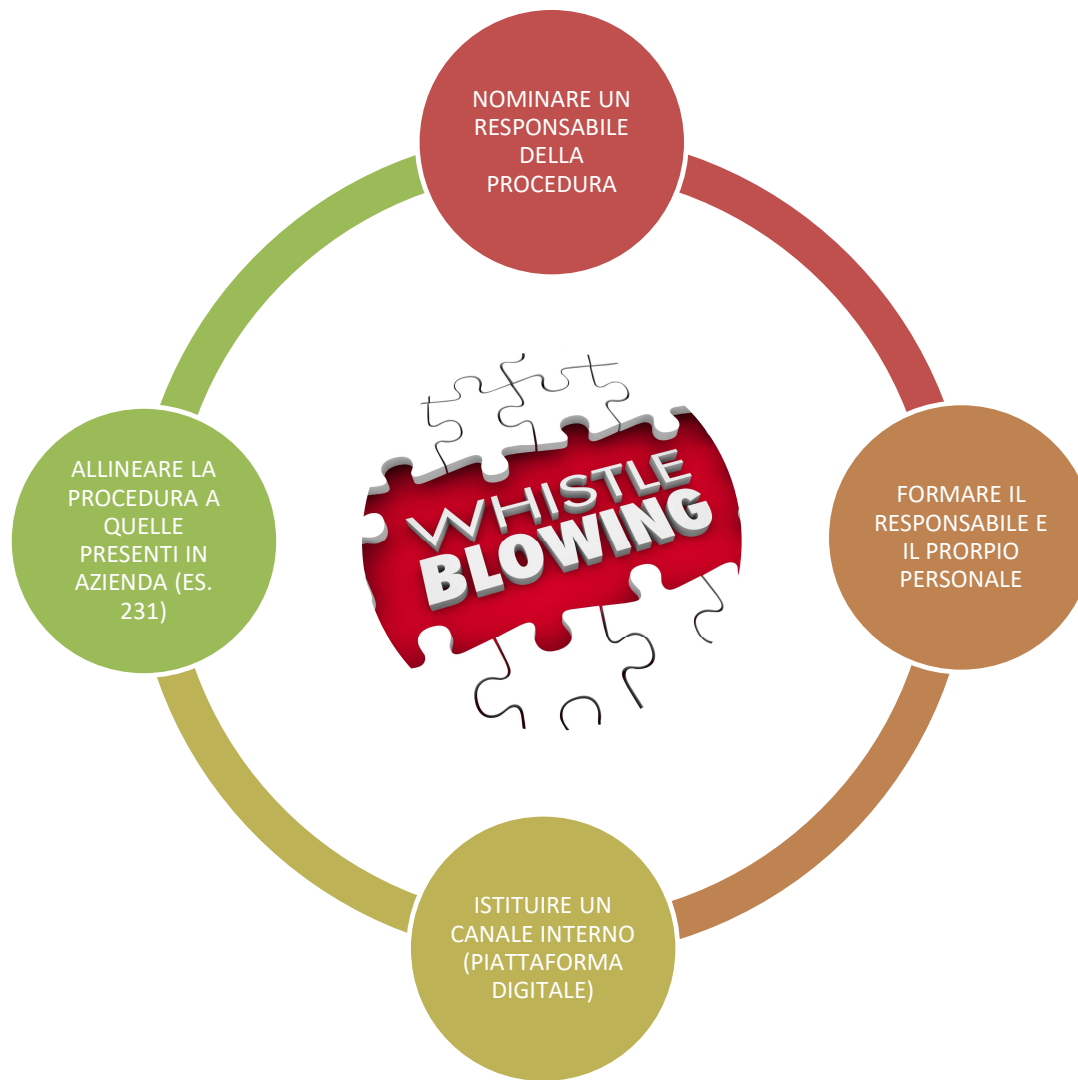 NOMINARE UN
RESPONSABILE
DELLA
PROCEDURA
FORMARE IL
RESPONSABILE E
IL PRORPIO
PERSONALE
ISTITUIRE UN
CANALE INTERNO
(PIATTAFORMA
DIGITALE)
ALLINEARE LA
PROCEDURA A
QUELLE
PRESENTI IN
AZIENDA (ES.
231)
WHISTLE
BLOWING